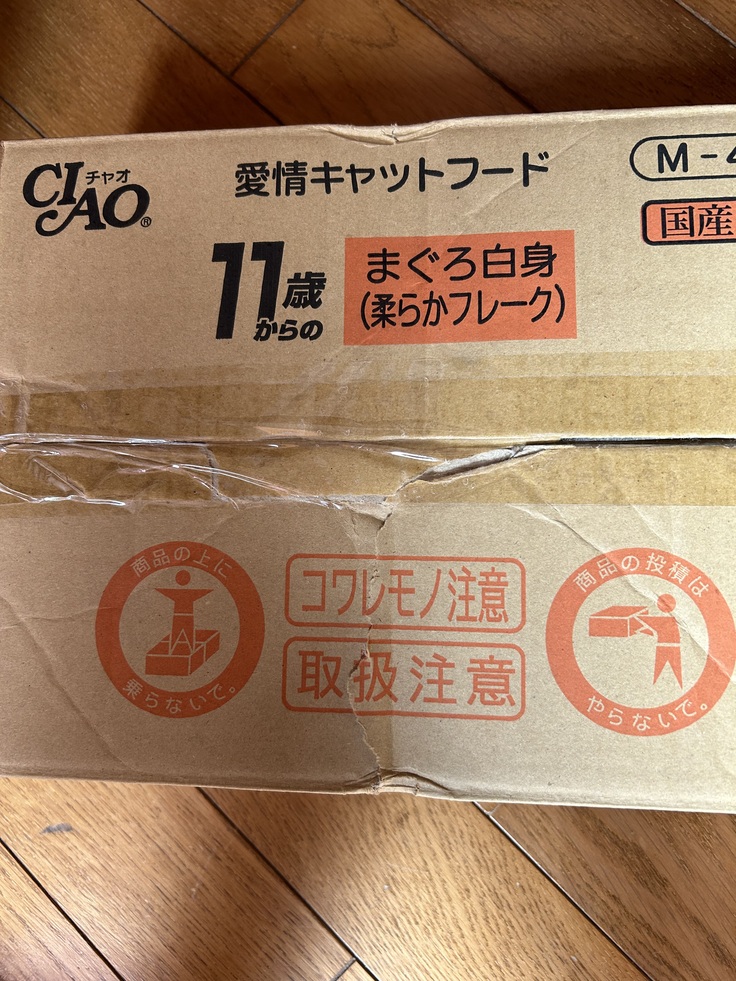 CIAO チャオ®
愛情キャットフード
M-4
国産
11歳からの
まぐろ白身
(柔らかフレーク)
商品の上に
乗らないで。
コワレモノ注意
取扱注意
商品の投積は
やらないで。